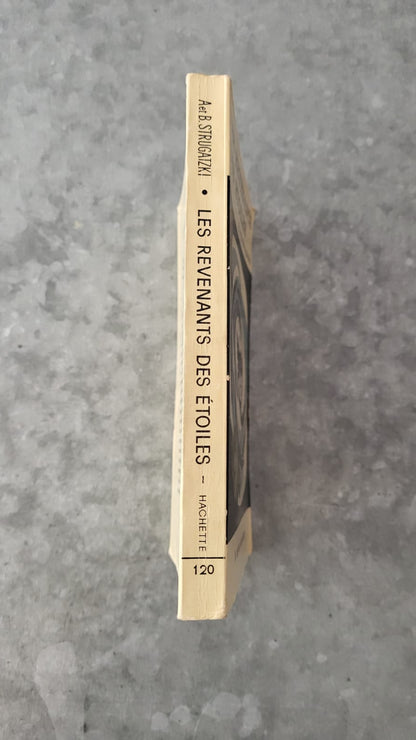 A et B. STRUGATZKI • LES REVENANTS DES ÉTOILES - HACHETTE
120